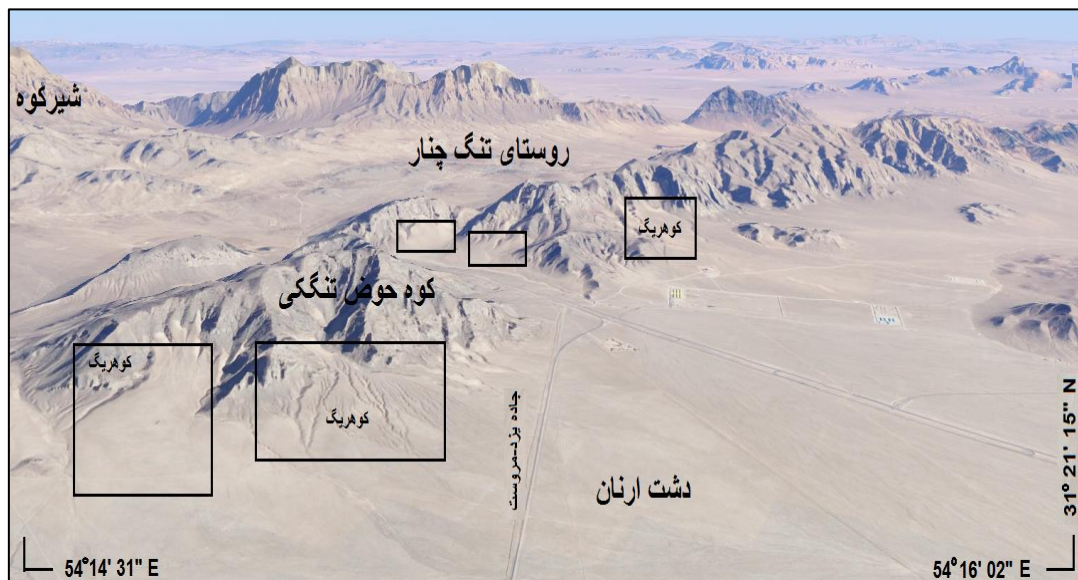 شیرکوه
روستای تنگ چنار
کوهریگ
کوه حوض تنگکی
کوهریگ
کوهریگ
جاده یزد-مروست
دشت ارنان
31° 21' 15" N
54°14' 31" E
54°16' 02" E